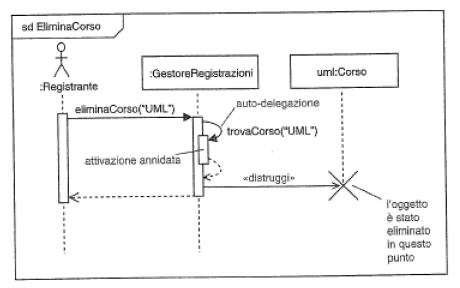 sd EliminaCorso
:Registrante
:GestoreRegistrazioni
uml:Corso
eliminaCorso("UML")
auto-delegazione
trovaCorso("UML")
attivazione annidata
«distruggi»
l'oggetto
è stato
eliminato
in questo
punto